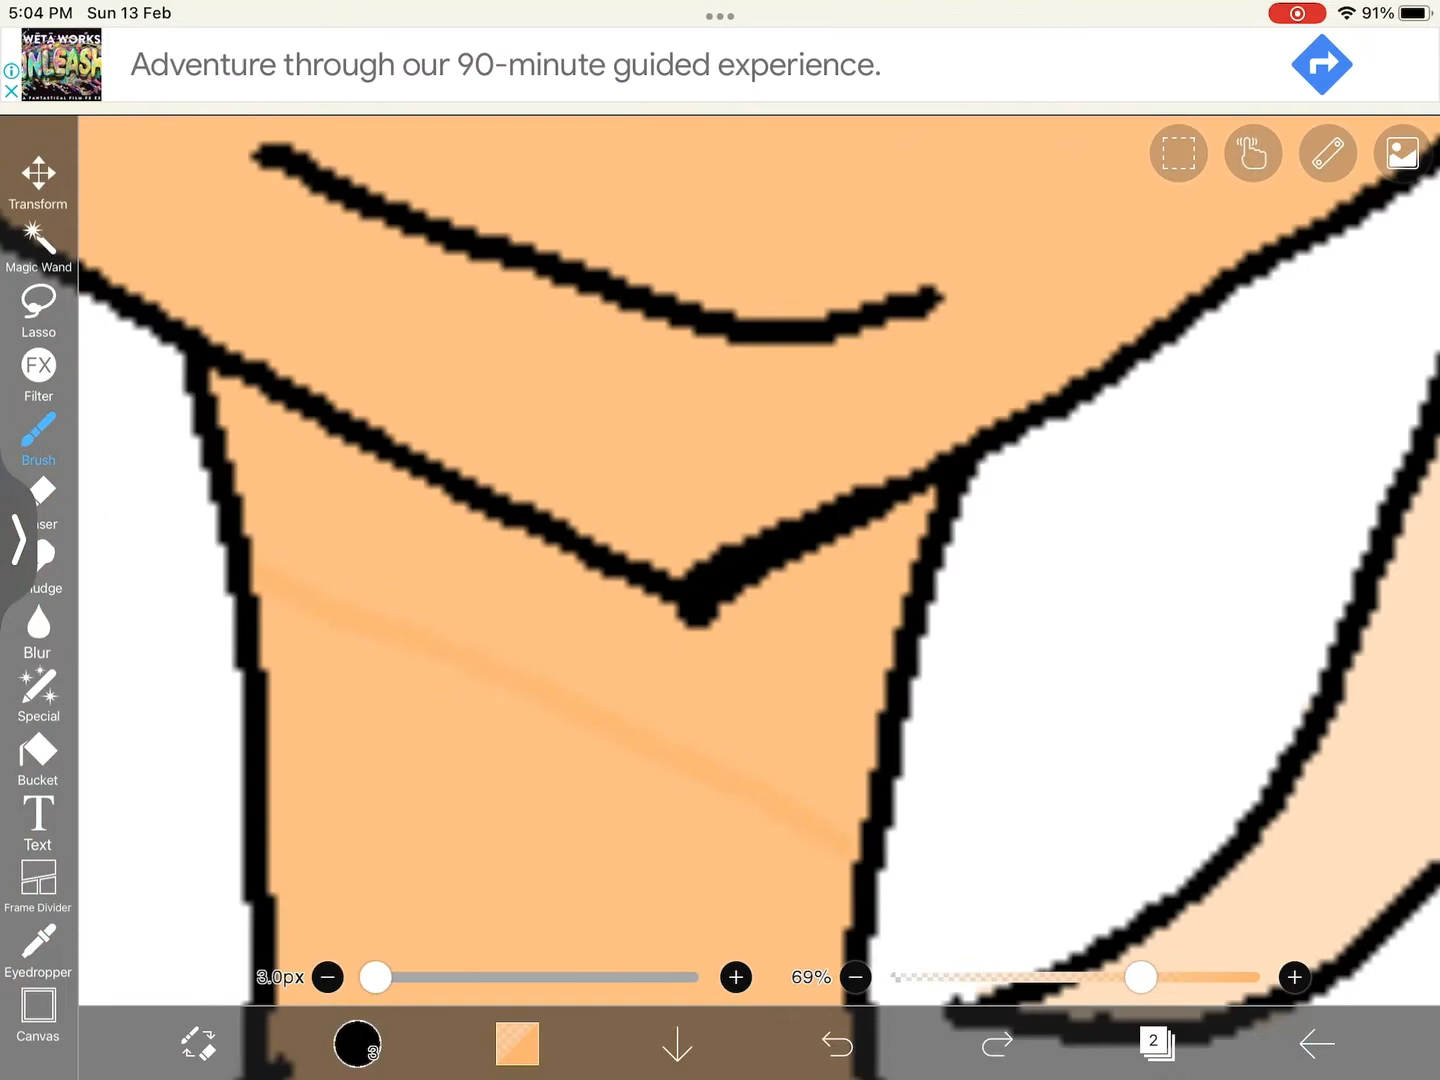 5:04 PM Sun 13 Feb
91%
WETA WORKS
UNLEASH
Adventure through our 90-minute guided experience.
Transform
Magic Wand
Lasso
FX
Filter
Brush
ser
udge
Blur
Special
Bucket
T
Text
Frame Divider
Eyedropper
Canvas
3.0px
69%
3
2